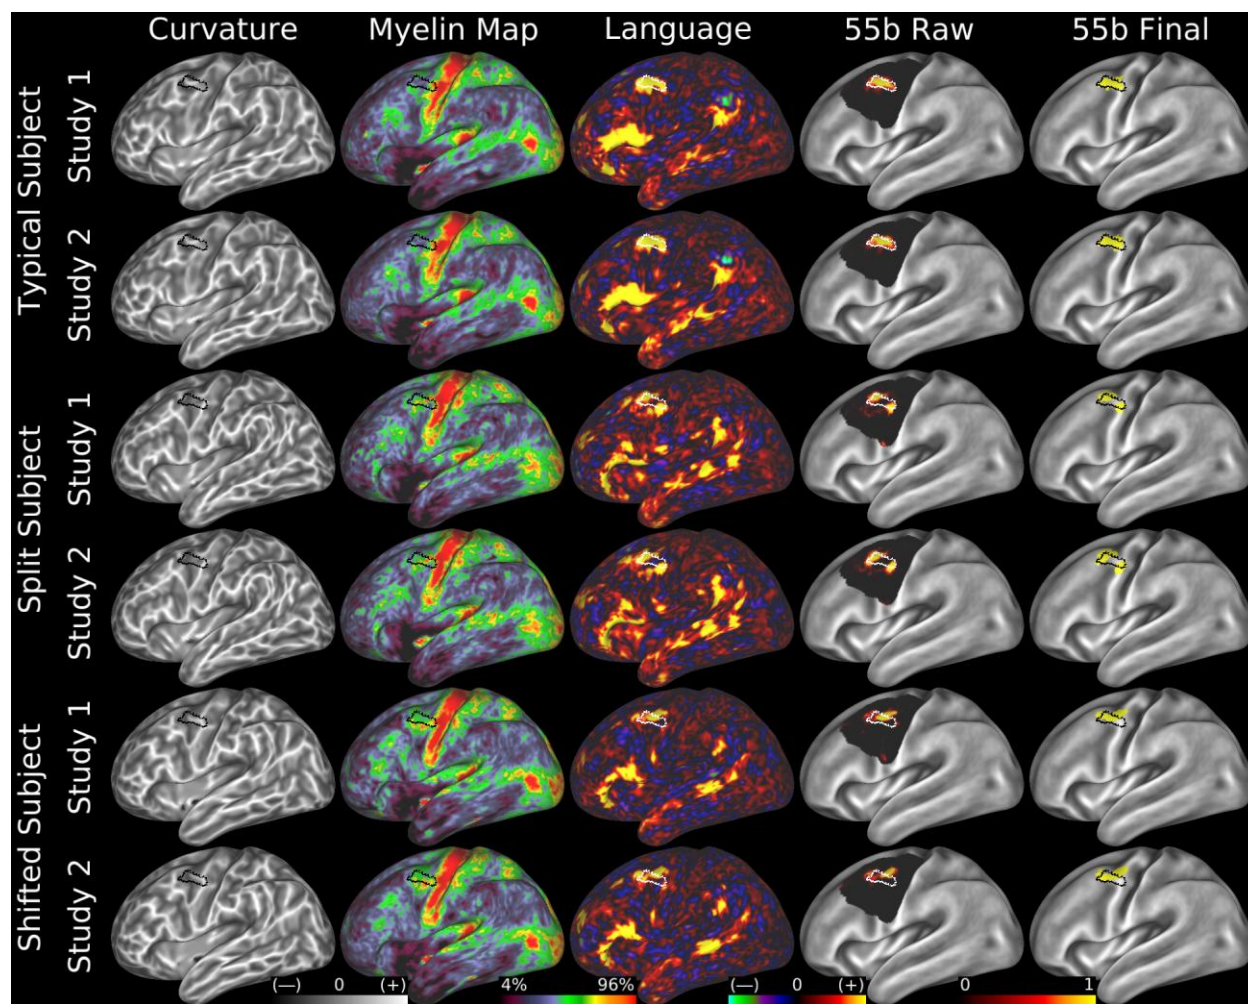 Curvature Myelin Map Language 55b Raw 55b Final
Typical Subject
Study 1
Study 2
Split Subject
Study 1
Study 2
Shifted Subject
Study 1
Study 2
(—) 0 (+) 4% 96% (—) 0 (+) 0 1